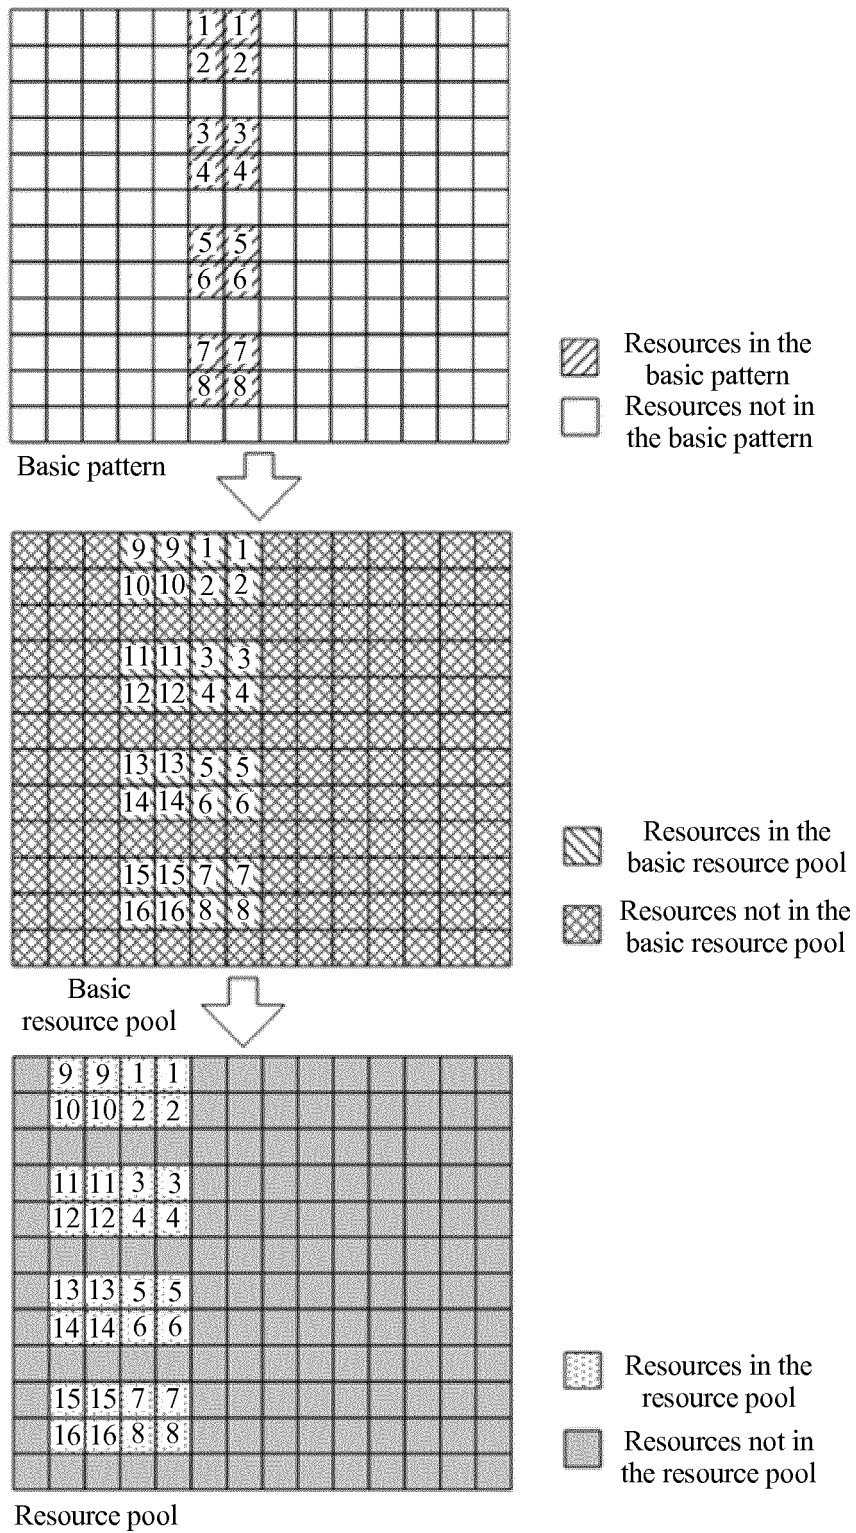 1 1
2 2
3 3
4 4
5 5
6 6
7 7
8 8
Resources in the
basic pattern
Resources not in
the basic pattern
Basic pattern
9 9 1 1
10 10 2 2
11 11 3 3
12 12 4 4
13 13 5 5
14 14 6 6
15 15 7 7
16 16 8 8
Resources in the
basic resource pool
Resources not in the
basic resource pool
Basic
resource pool
9 9 1 1
10 10 2 2
11 11 3 3
12 12 4 4
13 13 5 5
14 14 6 6
15 15 7 7
16 16 8 8
Resources in the
resource pool
Resources not in
the resource pool
Resource pool